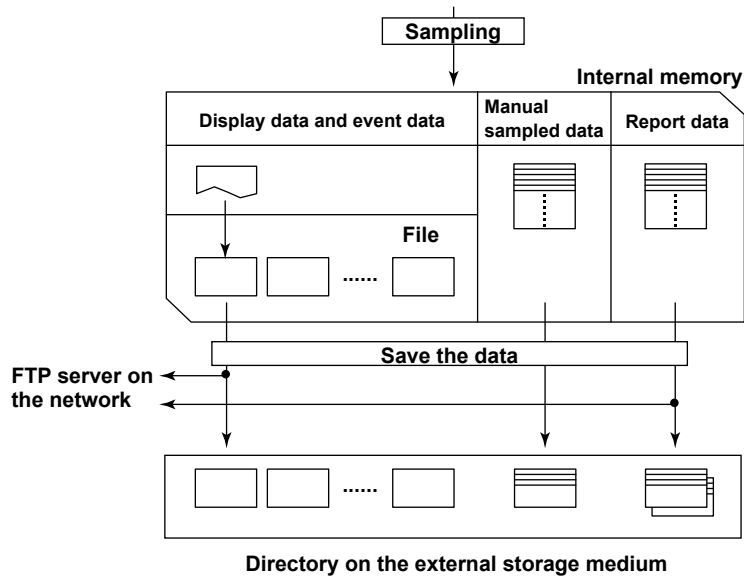 Sampling
Internal memory
Display data and event data
Manual
sampled data
Report data
File
......
Save the data
FTP server on
the network
......
Directory on the external storage medium